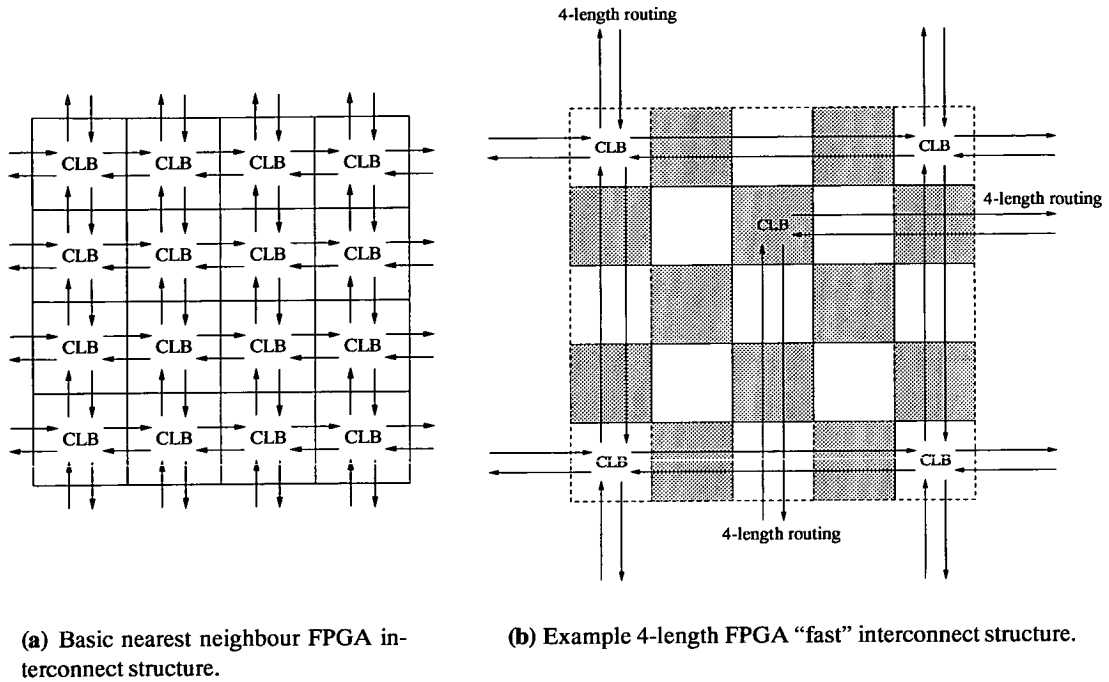 4-length routing
CLB CLB CLB CLB
CLB CLB CLB CLB
CLB CLB CLB CLB
CLB CLB CLB CLB
(a) Basic nearest neighbour FPGA in-
terconnect structure.
CLB CLB
4-length routing
CLB
CLB CLB
4-length routing
(b) Example 4-length FPGA “fast” interconnect structure.